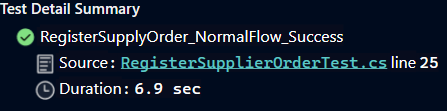 Test Detail Summary
RegisterSupplyOrder_NormalFlow_Success
Source: RegisterSupplierOrderTest.cs line 25
Duration: 6.9 sec